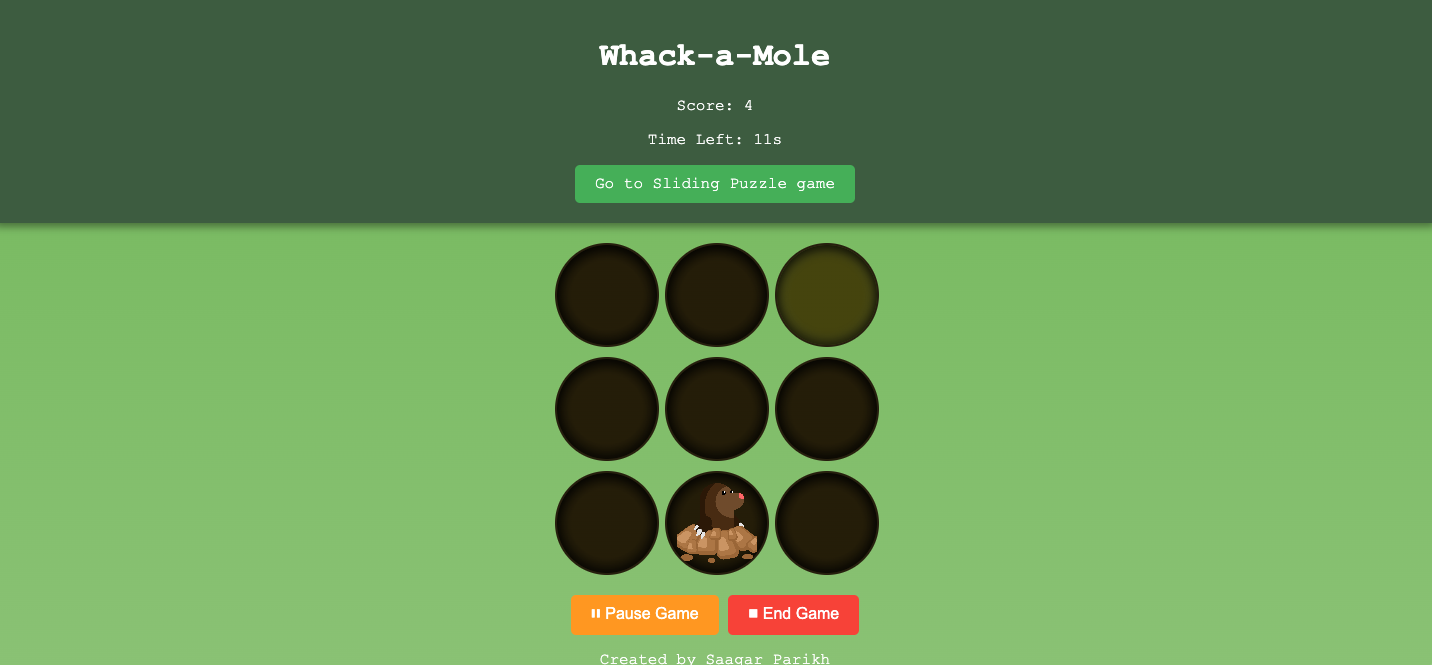 Whack-a-Mole
Score: 4
Time Left: 11s
Go to Sliding Puzzle game
Pause Game
End Game
Created by Saagar Parikh